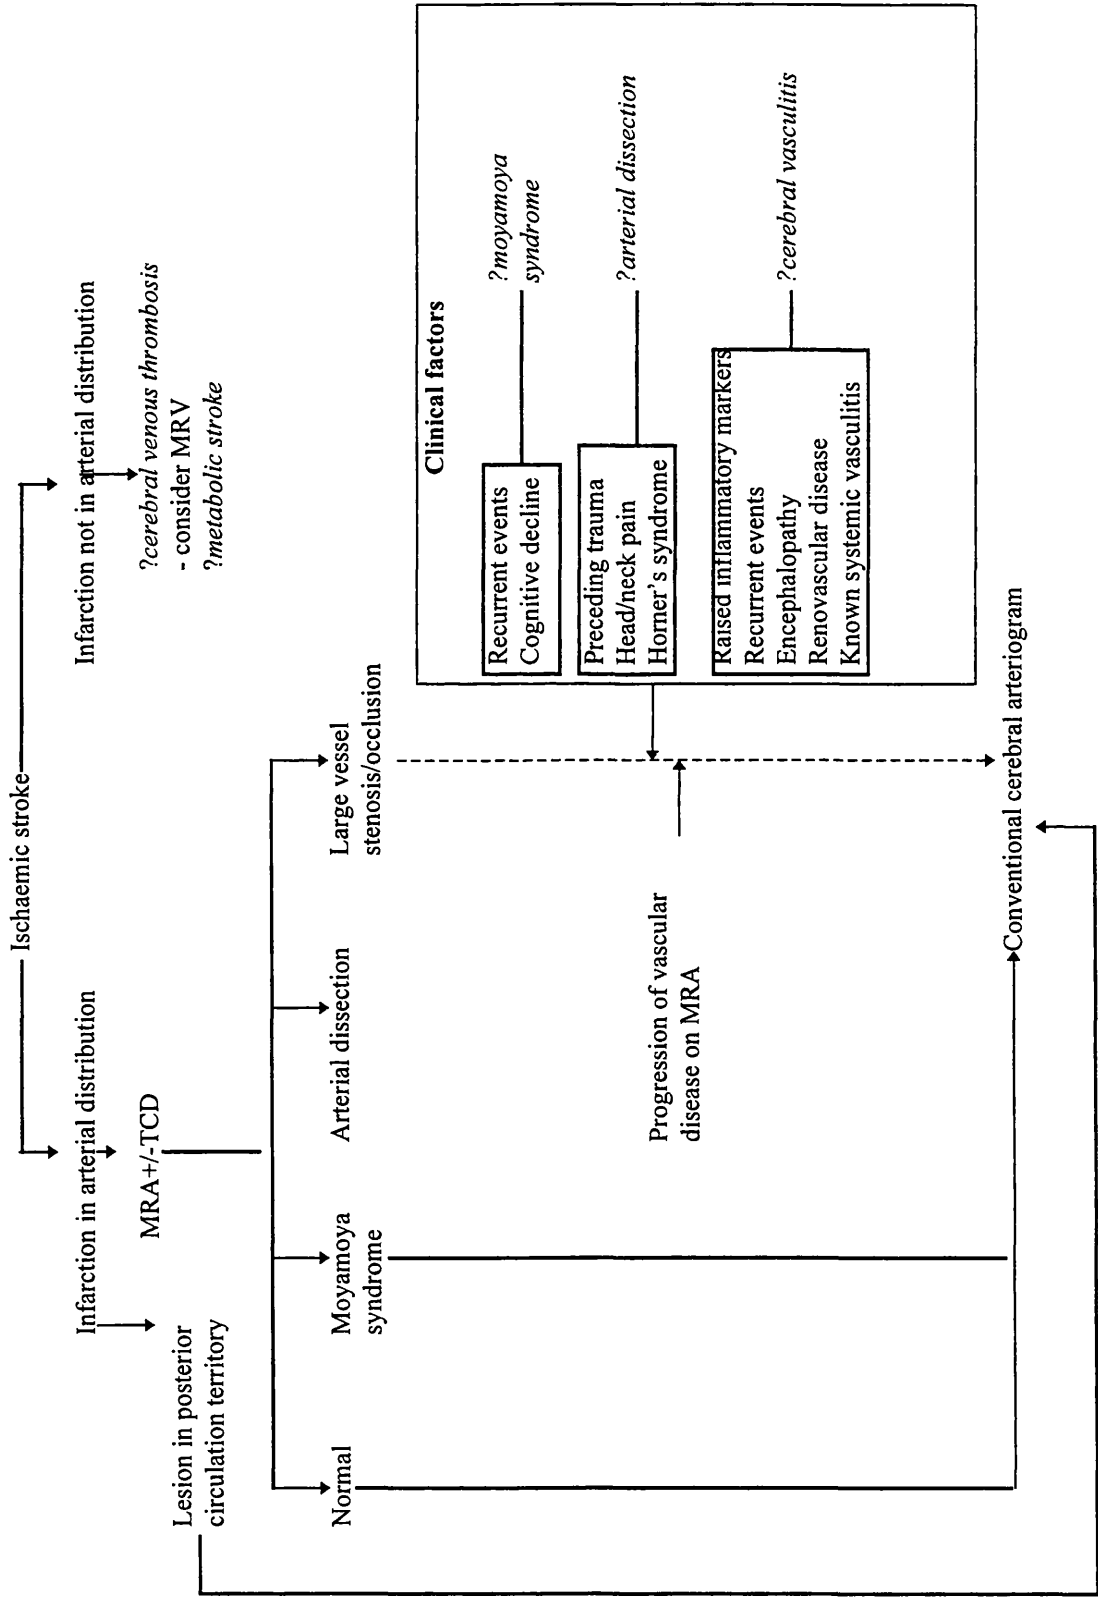 Ischaemic stroke
Infarction in arterial distribution
Infarction not in arterial distribution
?cerebral venous thrombosis
- consider MRV
?metabolic stroke
Lesion in posterior
circulation territory
MRA+/-TCD
Normal
Moyamoya
syndrome
Arterial dissection
Large vessel
stenosis/occlusion
Clinical factors
Recurrent events
Cognitive decline
?moyamoya
syndrome
Preceding trauma
Head/neck pain
Horner's syndrome
?arterial dissection
Raised inflammatory markers
Recurrent events
Encephalopathy
Renovascular disease
Known systemic vasculitis
?cerebral vasculitis
Progression of vascular
disease on MRA
Conventional cerebral arteriogram